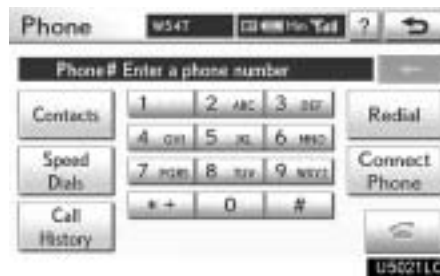 Phone W54T ?
Phone# Enter a phone number
Contacts
1
2 ABC
3 DEF
Redial
4 GHI
5 JKL
6 MNO
Speed
Dials
7 PQRS
8 TUV
9 WXYZ
Connect
Phone
* +
0
#
Call
History
U5021LC